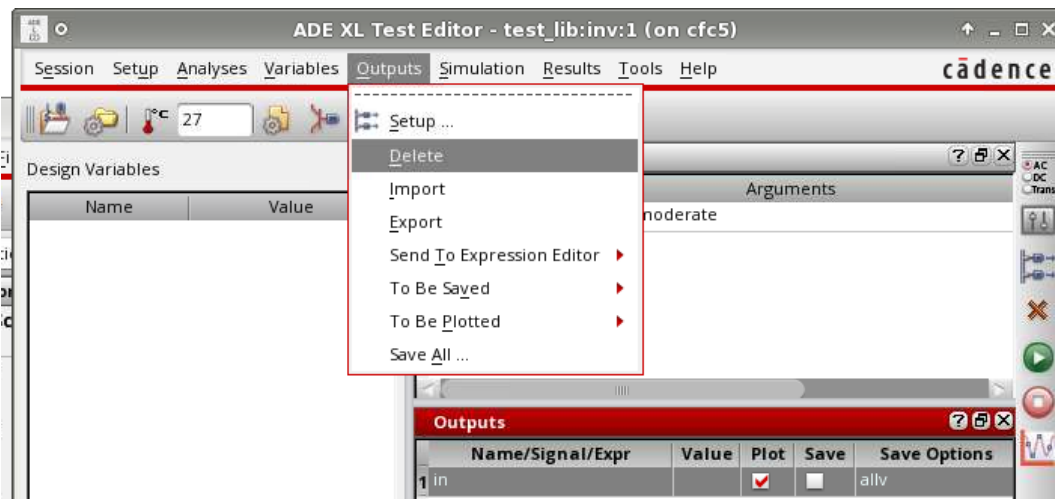 ADE XL Test Editor - test_lib:inv:1 (on cfc5)
Session Setup Analyses Variables Outputs Simulation Results Tools Help
cādence
°C 27
Setup ...
Delete
Import
Export
Send To Expression Editor
To Be Saved
To Be Plotted
Save All ...
Design Variables
Name Value
Arguments
moderate
AC
DC
Trans
Outputs
Name/Signal/Expr Value Plot Save Save Options
1 in allv